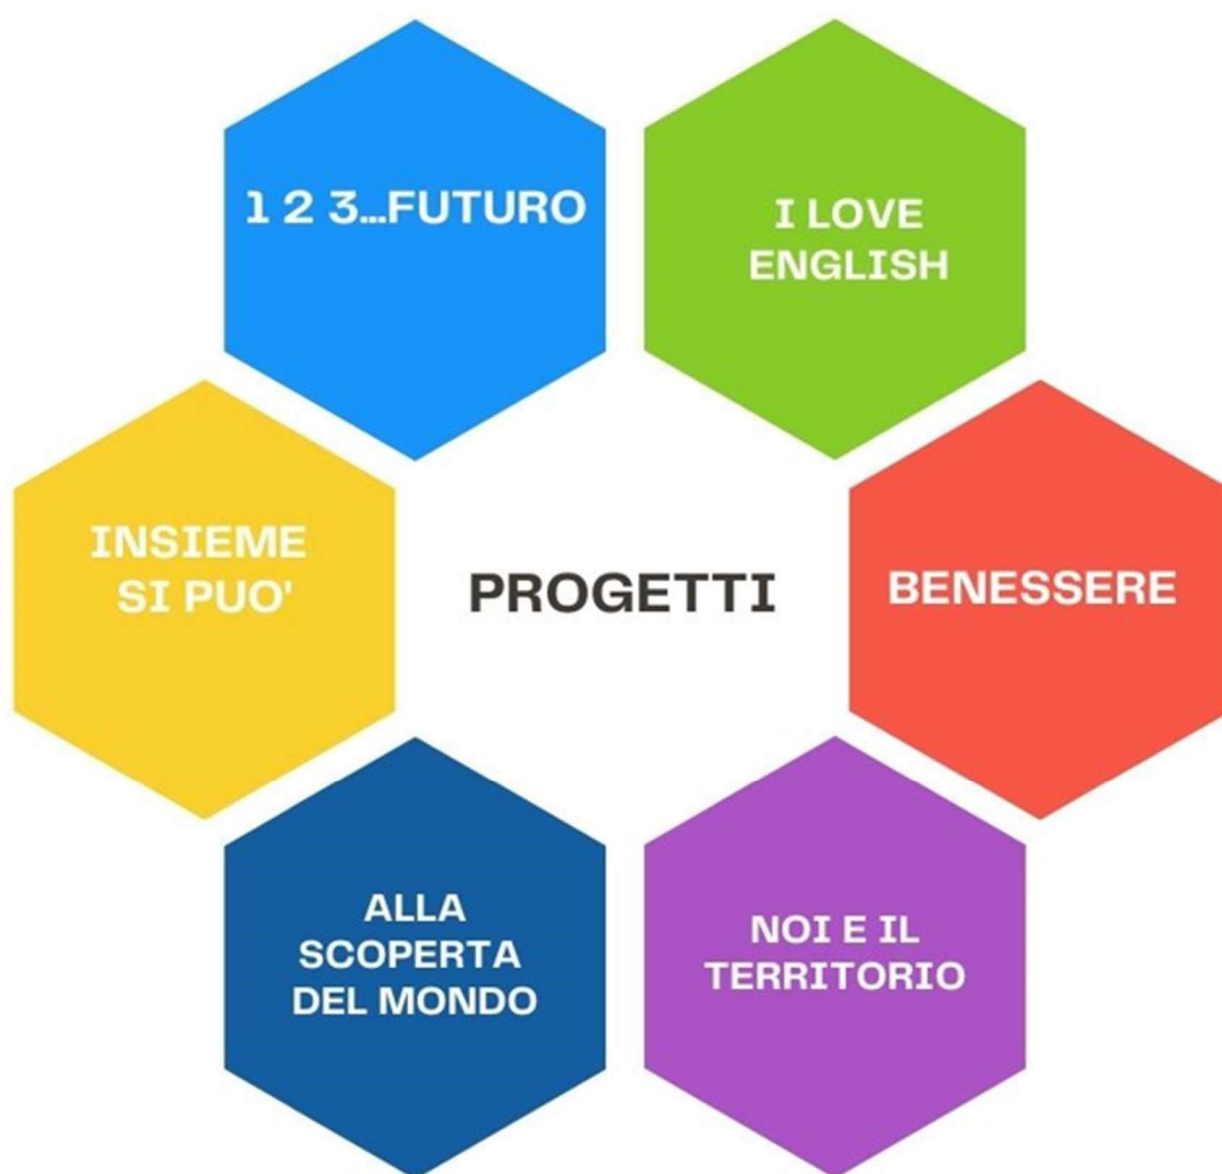 1 2 3...FUTURO
I LOVE
ENGLISH
INSIEME
SI PUO'
PROGETTI
BENESSERE
ALLA
SCOPERTA
DEL MONDO
NOI E IL
TERRITORIO